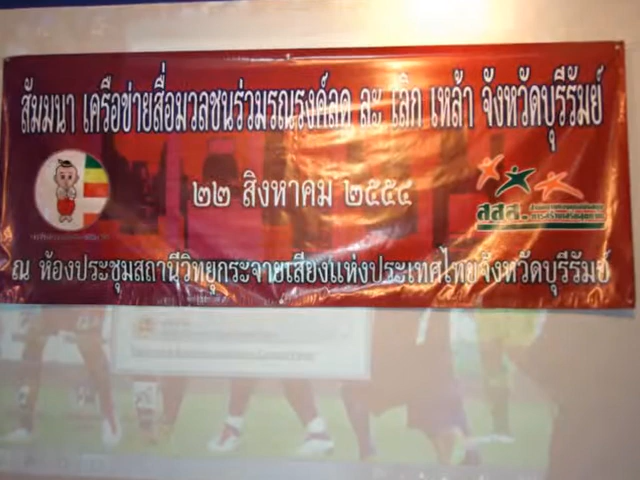 สัมมนา เครือข่ายสื่อมวลชนร่วมรณรงค์ลด ละ เลิก เหล้า จังหวัดบุรีรัมย์
๒๒ สิงหาคม ๒๕๕๔
สสส.
ณ ห้องประชุมสถานีวิทยุกระจายเสียงแห่งประเทศไทยจังหวัดบุรีรัมย์